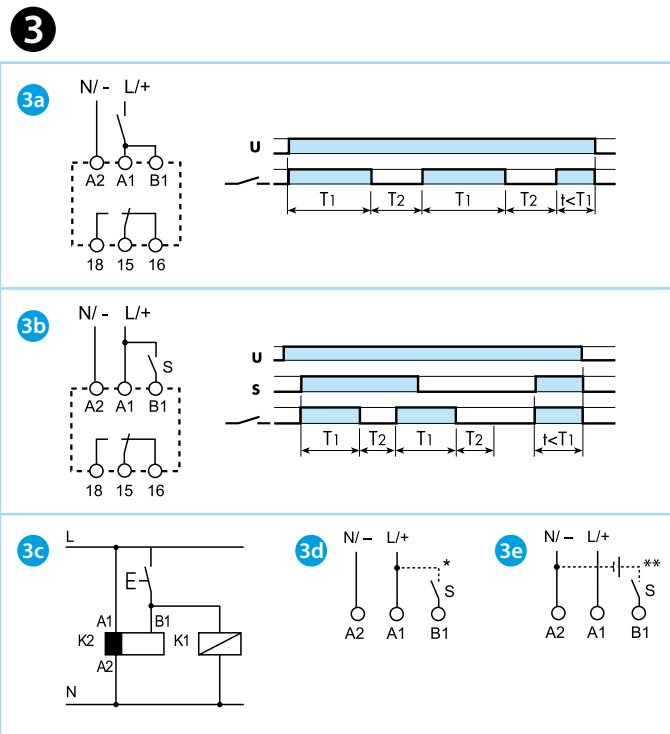 3
3a
N/ - L/+
A2 A1 B1
18 15 16
U
T1 T2 T1 T2 t<T1
3b
N/ - L/+
S
A2 A1 B1
18 15 16
U
S
T1 T2 T1 T2 t<T1
3c
L
E
A1 B1
K2 K1
A2
N
3d
N/ – L/+
*
S
A2 A1 B1
3e
N/ – L/+
**
S
A2 A1 B1